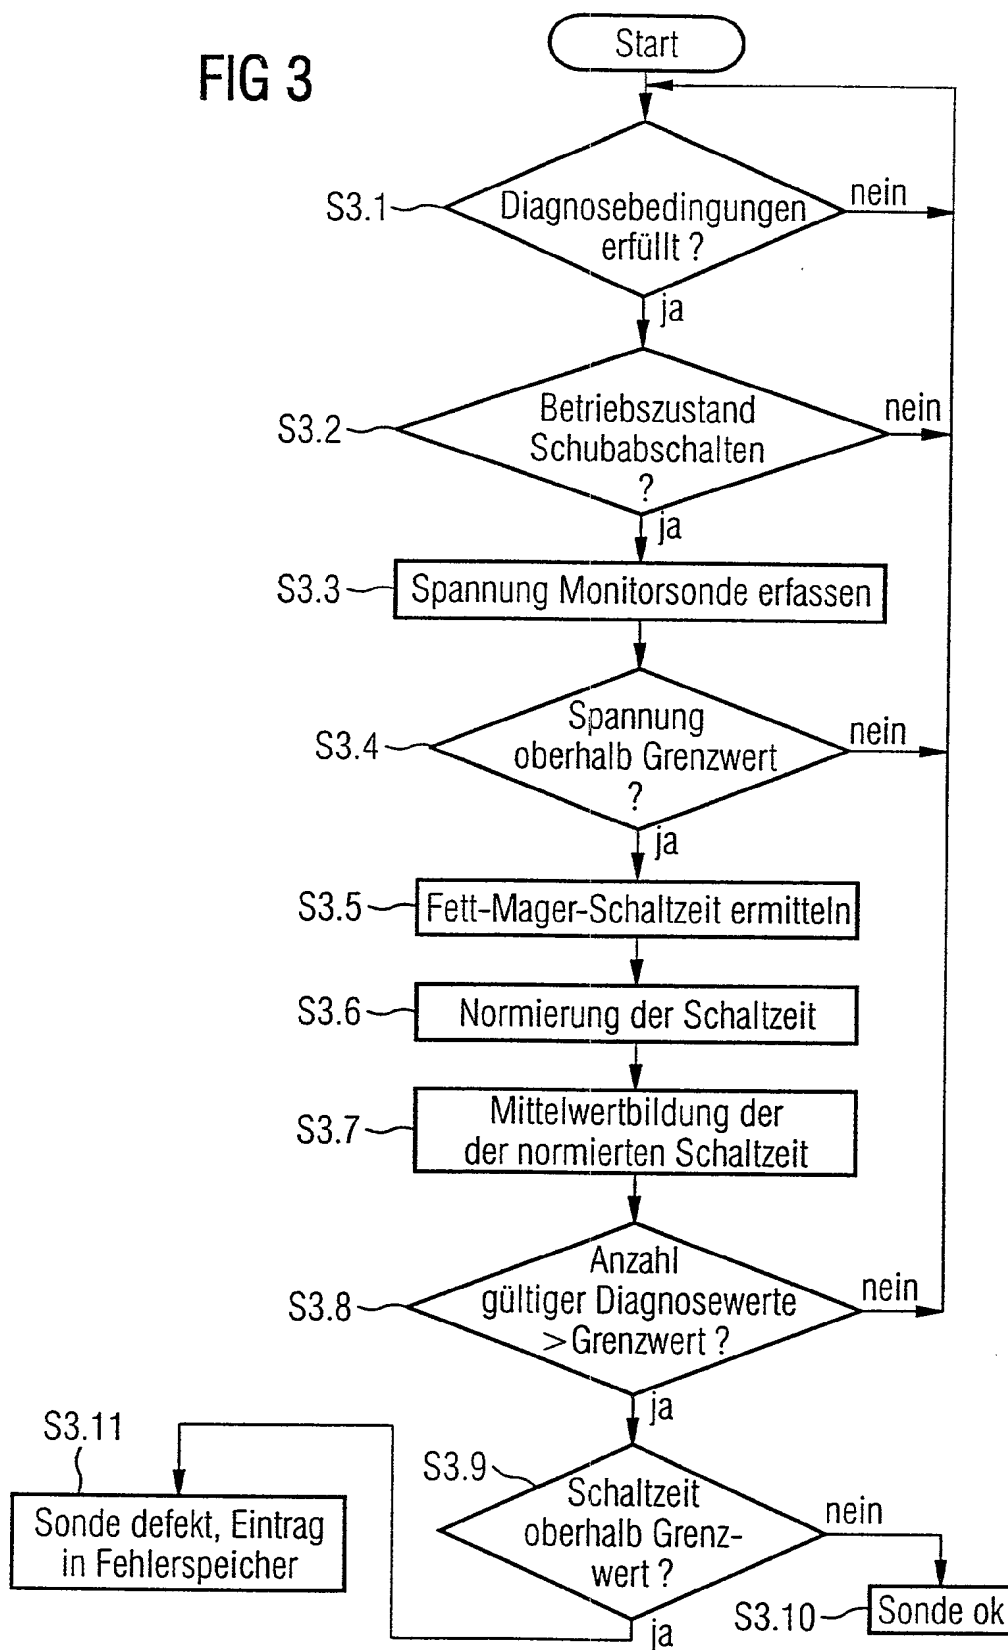 FIG 3
Start
S3.1
Diagnosebedingungen
erfüllt ?
nein
ja
S3.2
Betriebszustand
Schubabschalten
?
nein
ja
S3.3
Spannung Monitorsonde erfassen
S3.4
Spannung
oberhalb Grenzwert
?
nein
ja
S3.5
Fett-Mager-Schaltzeit ermitteln
S3.6
Normierung der Schaltzeit
S3.7
Mittelwertbildung der
der normierten Schaltzeit
S3.8
Anzahl
gültiger Diagnosewerte
>Grenzwert ?
nein
ja
S3.9
Schaltzeit
oberhalb Grenz-
wert ?
nein
ja
S3.11
Sonde defekt, Eintrag
in Fehlerspeicher
S3.10
Sonde ok